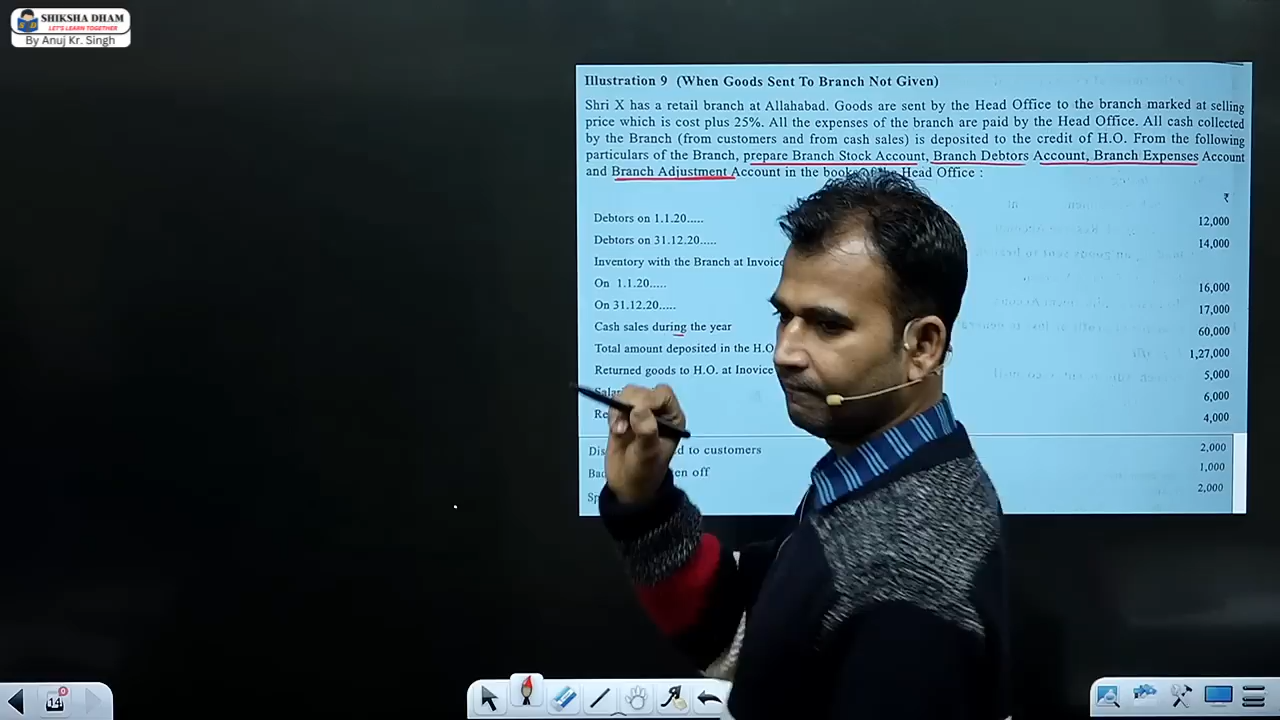 SHIKSHA DHAM
LET'S LEARN TOGETHER
By Anuj Kr. Singh
Illustration 9 (When Goods Sent To Branch Not Given)
Shri X has a retail branch at Allahabad. Goods are sent by the Head Office to the branch marked at selling
price which is cost plus 25%. All the expenses of the branch are paid by the Head Office. All cash collected
by the Branch (from customers and from cash sales) is deposited to the credit of H.O. From the following
particulars of the Branch, prepare Branch Stock Account, Branch Debtors Account, Branch Expenses Account
and Branch Adjustment Account in the books of the Head Office :
₹
Debtors on 1.1.20..... 12,000
Debtors on 31.12.20..... 14,000
Inventory with the Branch at Invoice
On 1.1.20..... 16,000
On 31.12.20..... 17,000
Cash sales during the year 60,000
Total amount deposited in the H.O 1,27,000
Returned goods to H.O. at Inovice 5,000
6,000
4,000
to customers 2,000
off 1,000
2,000
14
0